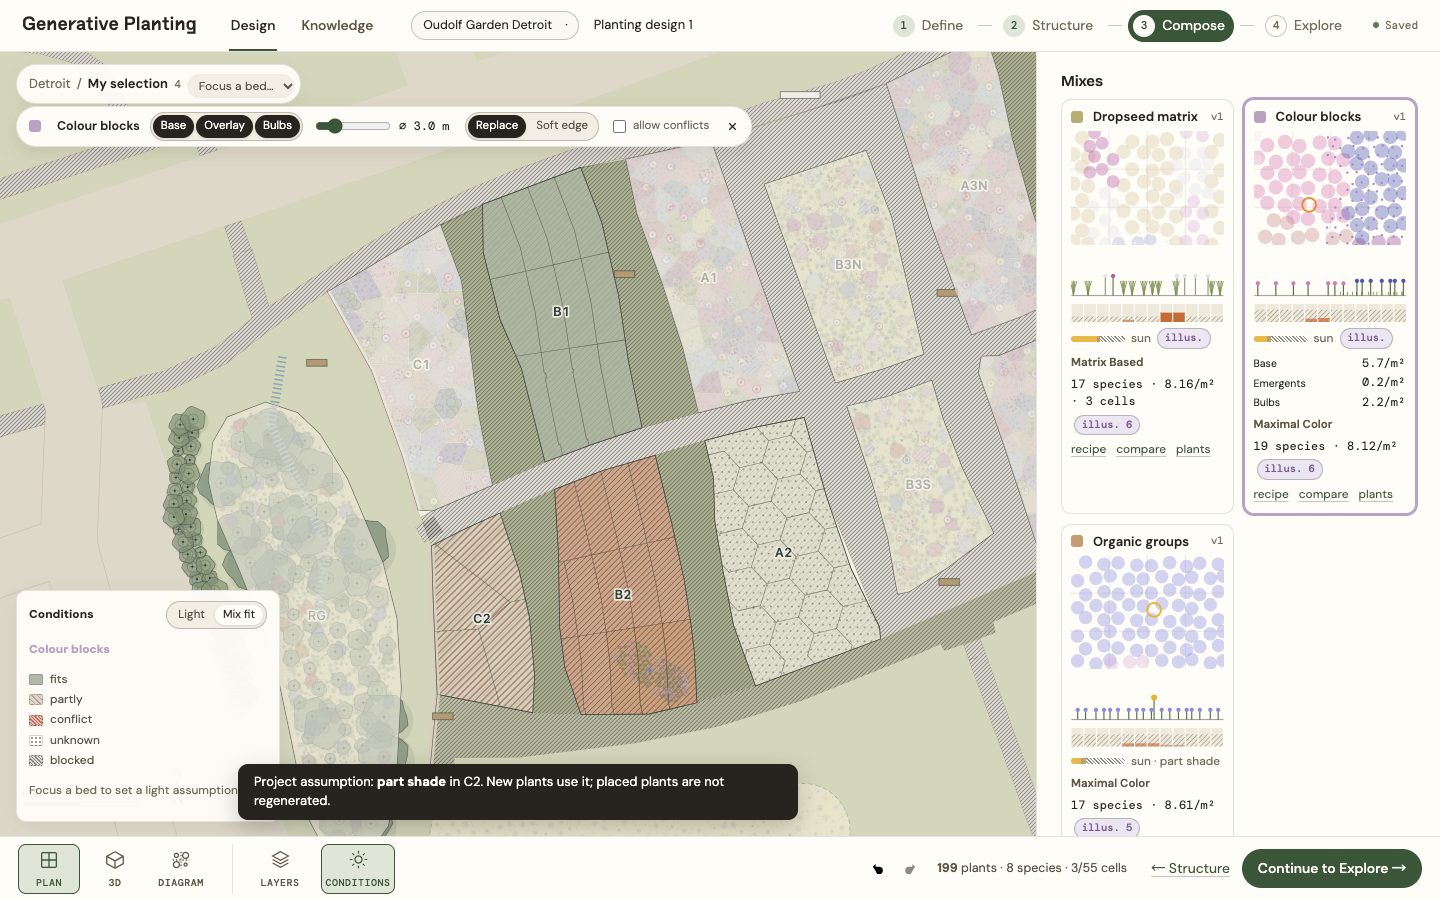 Generative Planting
Design
Knowledge
Oudolf Garden Detroit ·
Planting design 1
1 Define
2 Structure
3 Compose
4 Explore
Saved
Detroit / My selection 4
Focus a bed…
Colour blocks
Base
Overlay
Bulbs
⌀ 3.0 m
Replace
Soft edge
allow conflicts
×
C1
B1
A1
B3N
A3N
B3S
A2
B2
C2
RG
Conditions
Light
Mix fit
Colour blocks
fits
partly
conflict
unknown
blocked
Focus a bed to set a light assumption
Project assumption: part shade in C2. New plants use it; placed plants are not
regenerated.
Mixes
Dropseed matrix v1
sun illus.
Matrix Based
17 species · 8.16/m²
· 3 cells
illus. 6
recipe compare plants
Colour blocks v1
sun illus.
Base 5.7/m²
Emergents 0.2/m²
Bulbs 2.2/m²
Maximal Color
19 species · 8.12/m²
illus. 6
recipe compare plants
Organic groups v1
sun · part shade
Maximal Color
17 species · 8.61/m²
illus. 5
PLAN
3D
DIAGRAM
LAYERS
CONDITIONS
199 plants · 8 species · 3/55 cells
← Structure
Continue to Explore →